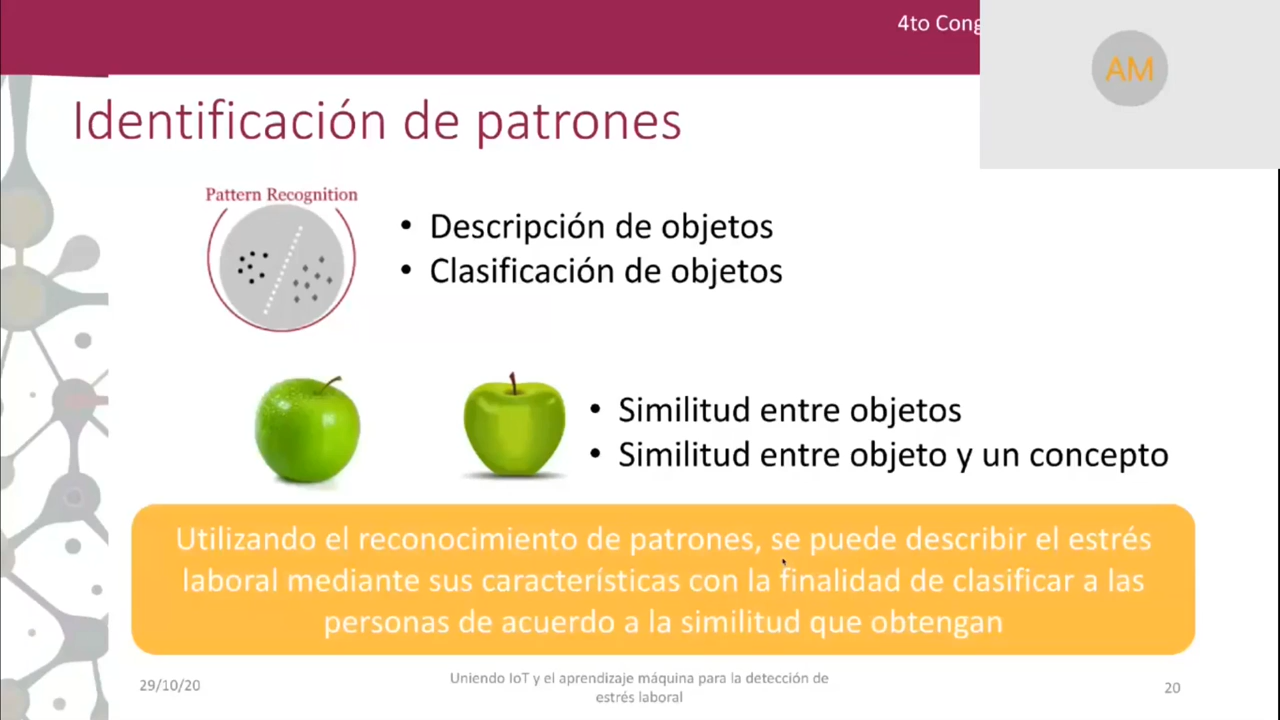 4to Cong
AM
Identificación de patrones
Pattern Recognition
• Descripción de objetos
• Clasificación de objetos
• Similitud entre objetos
• Similitud entre objeto y un concepto
Utilizando el reconocimiento de patrones, se puede describir el estrés
laboral mediante sus características con la finalidad de clasificar a las
personas de acuerdo a la similitud que obtengan
29/10/20
Uniendo IoT y el aprendizaje máquina para la detección de
estrés laboral
20